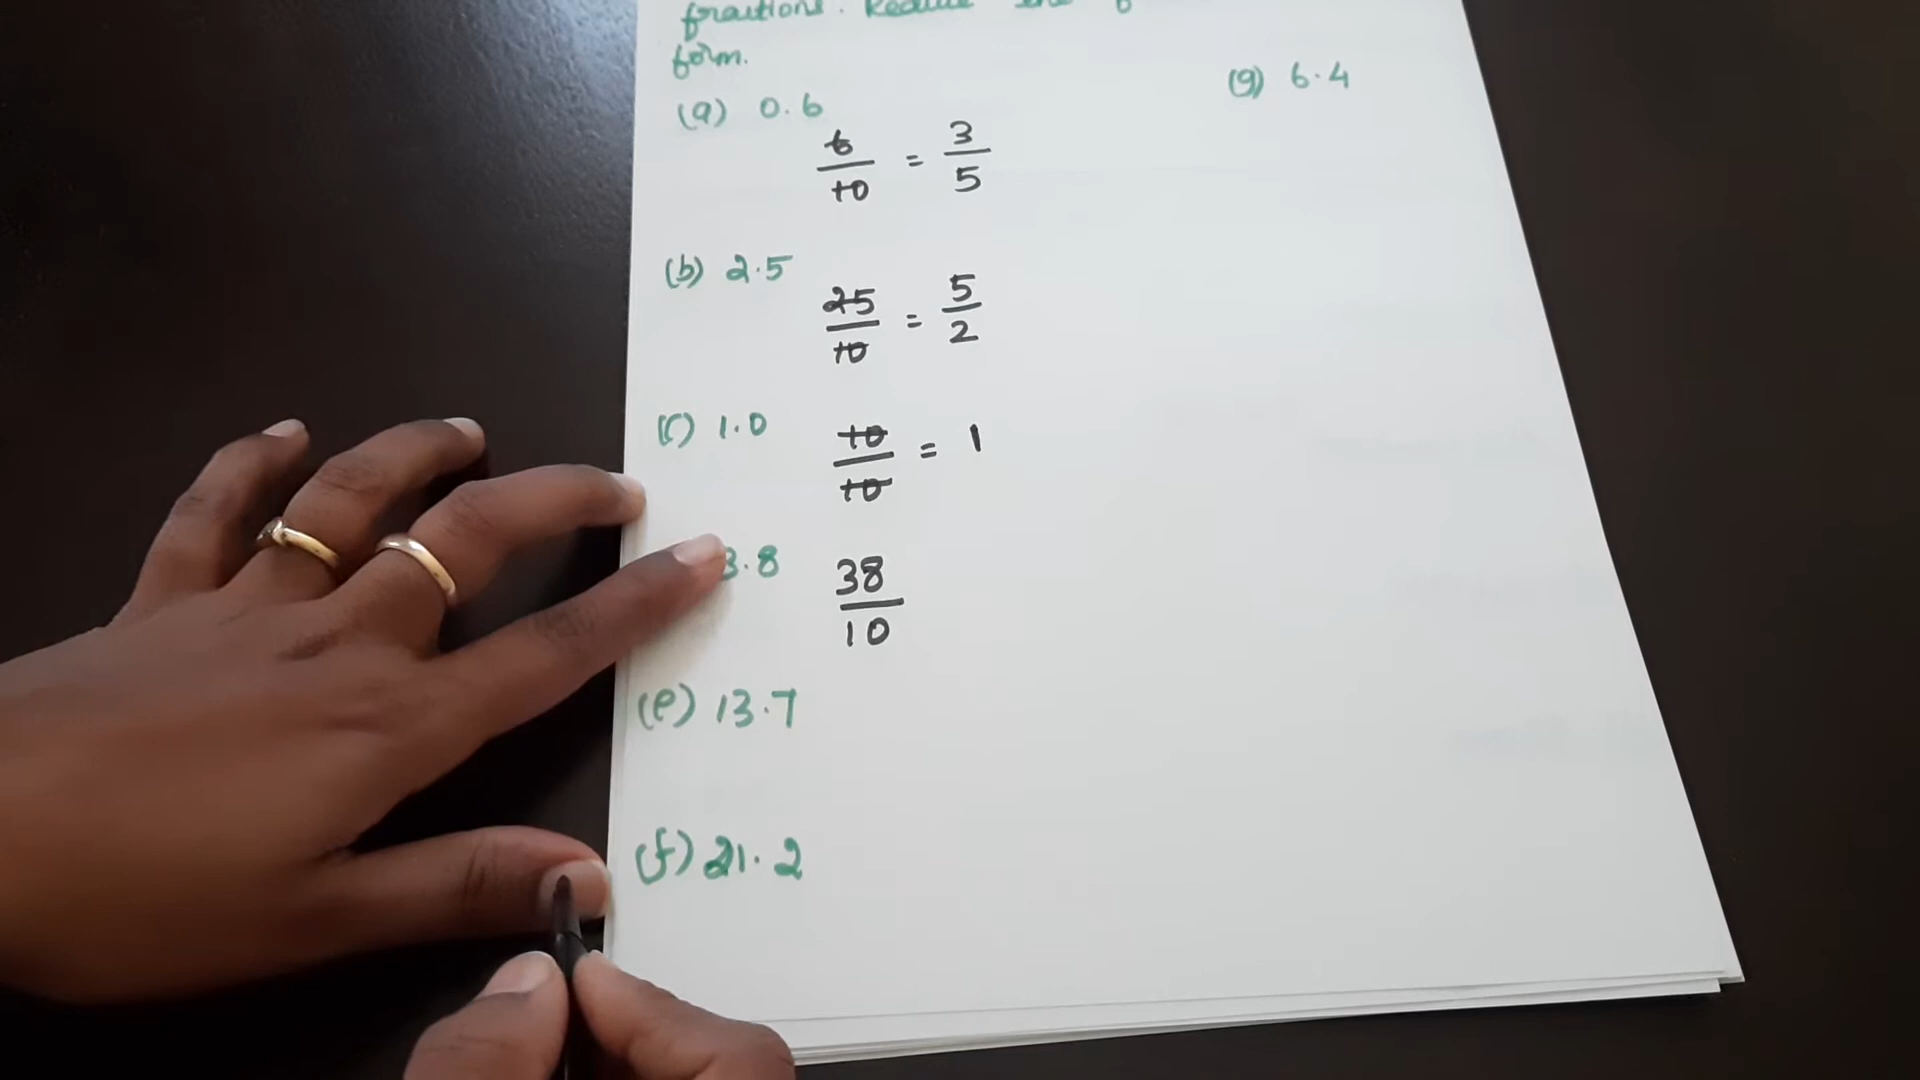 fractions. Reduce the
form.
(a) 0.6
6/10 = 3/5
(b) 2.5
25/10 = 5/2
(c) 1.0
10/10 = 1
3.8
38/10
(e) 13.7
(f) 21.2
(g) 6.4